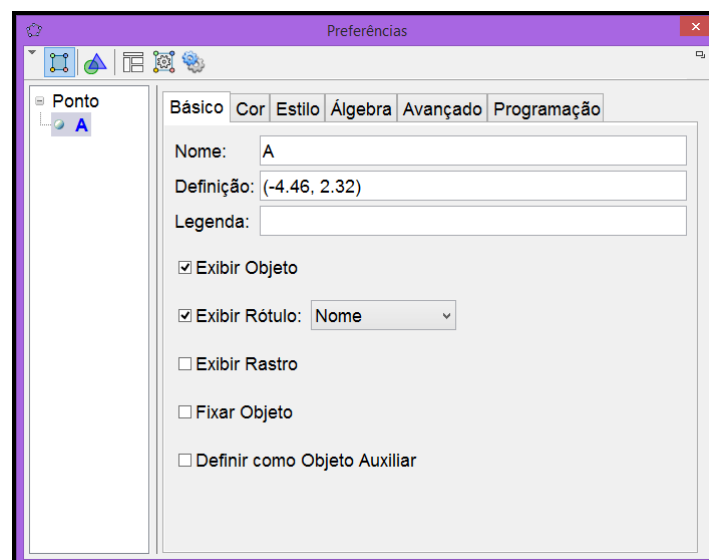 Preferências
Ponto
A
Básico Cor Estilo Álgebra Avançado Programação
Nome: A
Definição: (-4.46, 2.32)
Legenda:
Exibir Objeto
Exibir Rótulo: Nome
Exibir Rastro
Fixar Objeto
Definir como Objeto Auxiliar